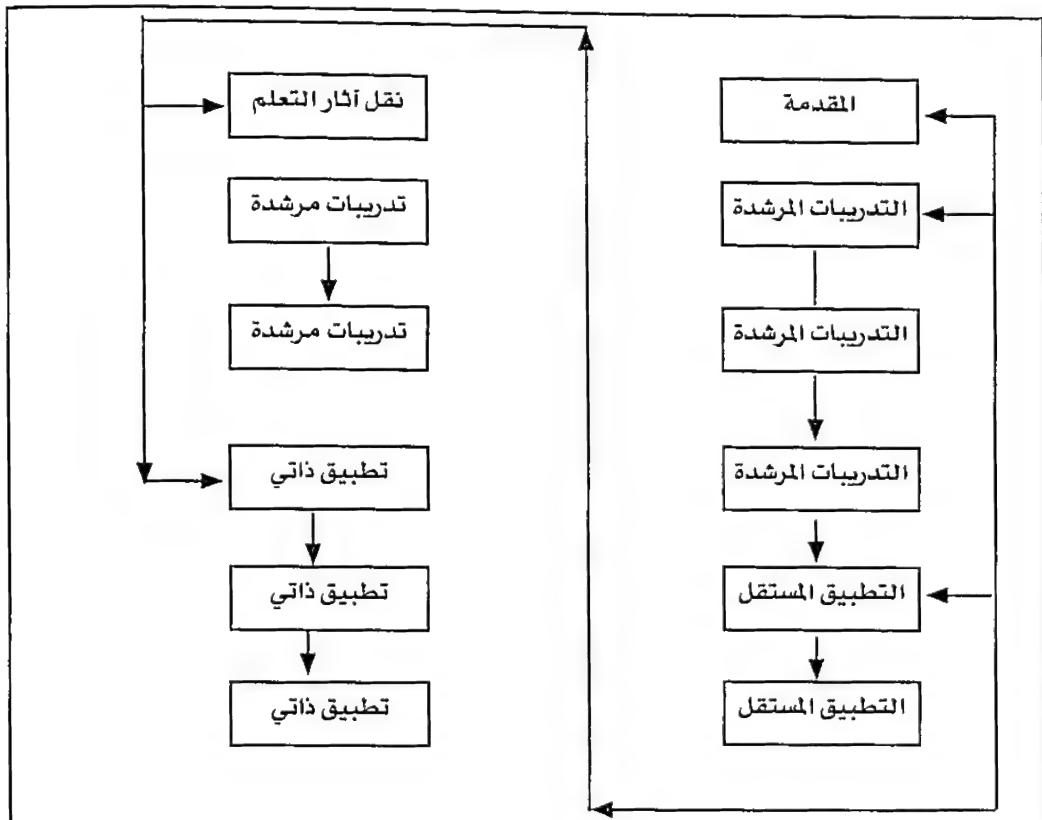 المقدمة
التدريبات المرشدة
التدريبات المرشدة
التدريبات المرشدة
التطبيق المستقل
التطبيق المستقل
نقل آثار التعلم
تدريبات مرشدة
تدريبات مرشدة
تطبيق ذاتي
تطبيق ذاتي
تطبيق ذاتي